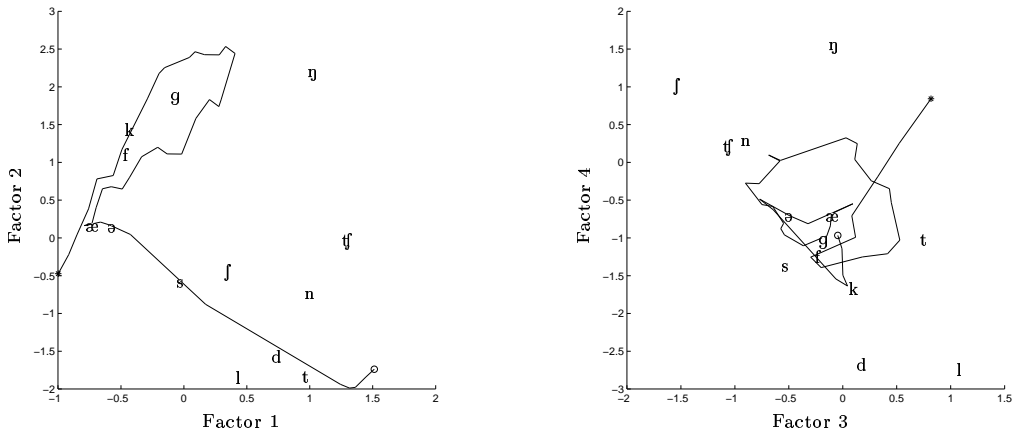 3
2.5
2
1.5
1
0.5
0
−0.5
−1
−1.5
−2
−1 −0.5 0 0.5 1 1.5 2
Factor 1
Factor 2
ŋ
g
k
f
æ ə
ʧ
ʃ
s
n
d
l t
2
1.5
1
0.5
0
−0.5
−1
−1.5
−2
−2.5
−3
−2 −1.5 −1 −0.5 0 0.5 1 1.5
Factor 3
Factor 4
ŋ
ʃ
ʧ n
ə æ
g t
f
s
k
d l